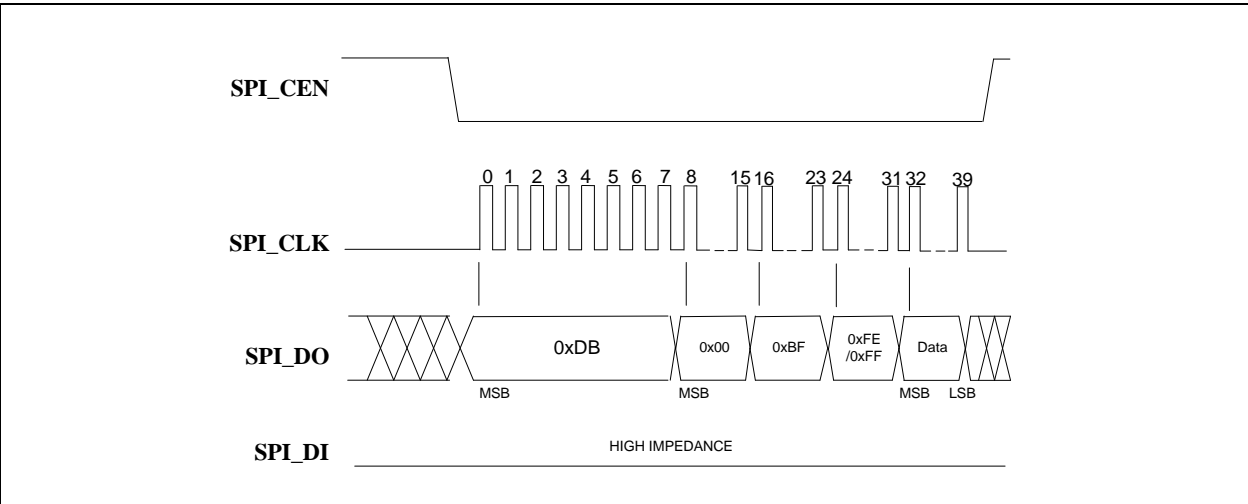 SPI_CEN
0 1 2 3 4 5 6 7 8 15 16 23 24 31 32 39
SPI_CLK
SPI_DO
0xDB
0x00
0xBF
0xFE
/0xFF
Data
MSB MSB MSB LSB
SPI_DI
HIGH IMPEDANCE